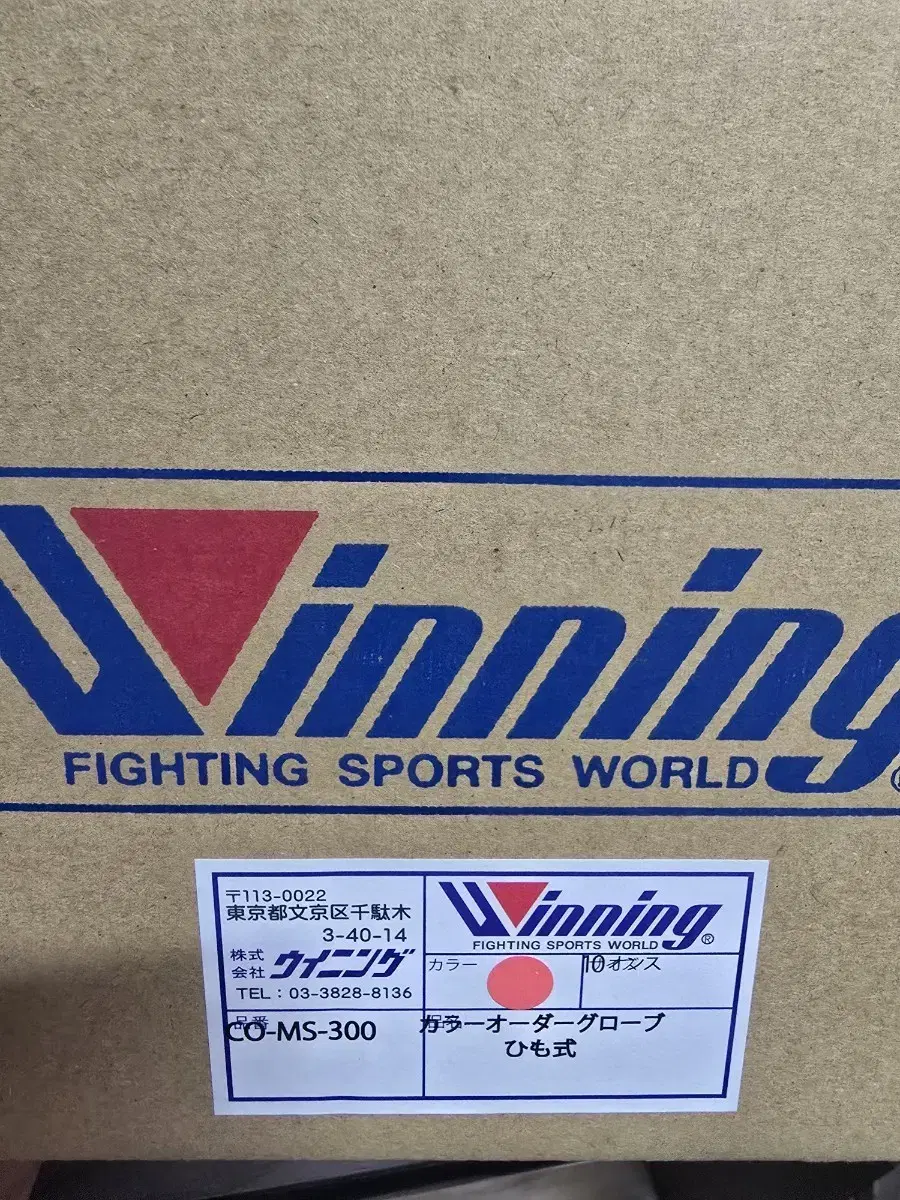 Winning
FIGHTING SPORTS WORLD
〒113-0022
東京都文京区千駄木
3-40-14
株式会社 ウイニング
TEL：03-3828-8136
Winning®
FIGHTING SPORTS WORLD
カラー
10オンス
品番
CO-MS-300
カラーオーダーグローブ
ひも式